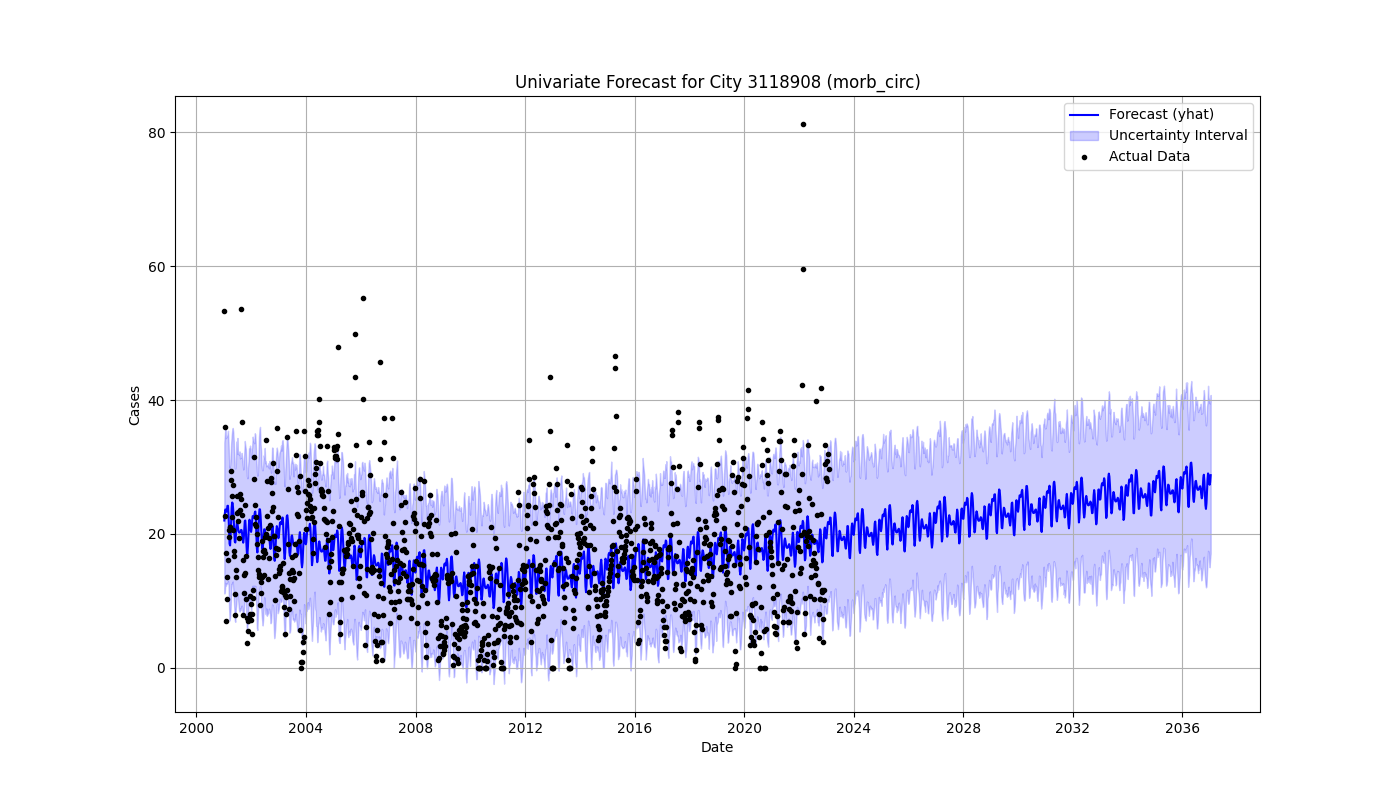 Univariate Forecast for City 3118908 (morb_circ)
Forecast (yhat)
Uncertainty Interval
Actual Data
Cases
80
60
40
20
0
2000 2004 2008 2012 2016 2020 2024 2028 2032 2036
Date